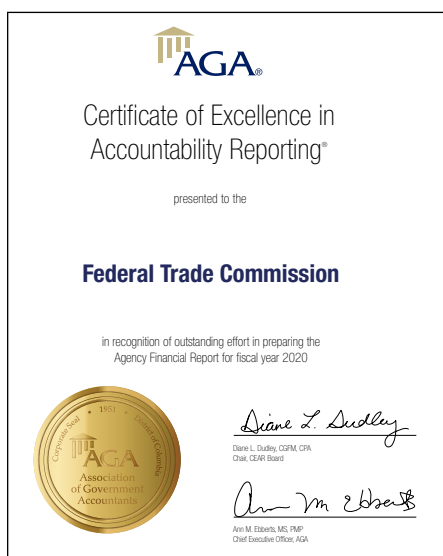 AGA®
Certificate of Excellence in
Accountability Reporting®
presented to the
Federal Trade Commission
in recognition of outstanding effort in preparing the
Agency Financial Report for fiscal year 2020
Corporate Seal • 1951 • District of Columbia
AGA
Association
of Government
Accountants
Diane L. Dudley
Diane L. Dudley, CGFM, CPA
Chair, CEAR Board
Ann M Ebberts
Ann M. Ebberts, MS, PMP
Chief Executive Officer, AGA